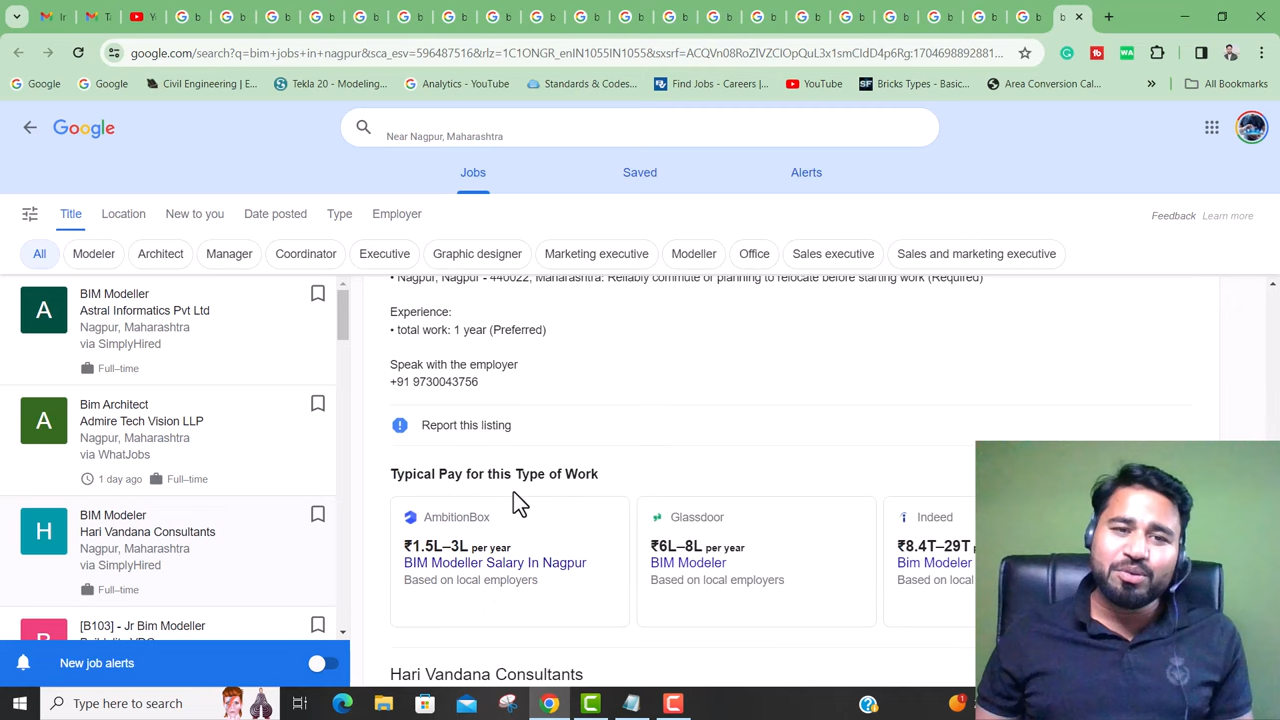 Ir
Ta
Y
b
google.com/search?q=bim+jobs+in+nagpur&sca_esv=596487516&rlz=1C1ONGR_enIN1055IN1055&sxsrf=ACQVn08RoZlVZClOpQuL3x1smCldD4p6Rg:1704698892881...
Google
Google
Civil Engineering | E...
Tekla 20 - Modeling...
Analytics - YouTube
Standards & Codes...
Find Jobs - Careers |...
YouTube
SF
Bricks Types - Basic...
Area Conversion Cal...
All Bookmarks
WA
Google
Near Nagpur, Maharashtra
Jobs
Saved
Alerts
Title
Location
New to you
Date posted
Type
Employer
Feedback
Learn more
All
Modeler
Architect
Manager
Coordinator
Executive
Graphic designer
Marketing executive
Modeller
Office
Sales executive
Sales and marketing executive
A
BIM Modeller
Astral Informatics Pvt Ltd
Nagpur, Maharashtra
via SimplyHired
Full–time
A
Bim Architect
Admire Tech Vision LLP
Nagpur, Maharashtra
via WhatJobs
1 day ago
Full–time
H
BIM Modeler
Hari Vandana Consultants
Nagpur, Maharashtra
via SimplyHired
Full–time
[B103] - Jr Bim Modeller
New job alerts
• Nagpur, Nagpur - 440022, Maharashtra: Reliably commute or planning to relocate before starting work (Required)
Experience:
• total work: 1 year (Preferred)
Speak with the employer
+91 9730043756
Report this listing
Typical Pay for this Type of Work
AmbitionBox
₹1.5L–3L per year
BIM Modeller Salary In Nagpur
Based on local employers
Glassdoor
₹6L–8L per year
BIM Modeler
Based on local employers
Indeed
₹8.4T–29T
Bim Modeler
Based on local
Hari Vandana Consultants
Type here to search